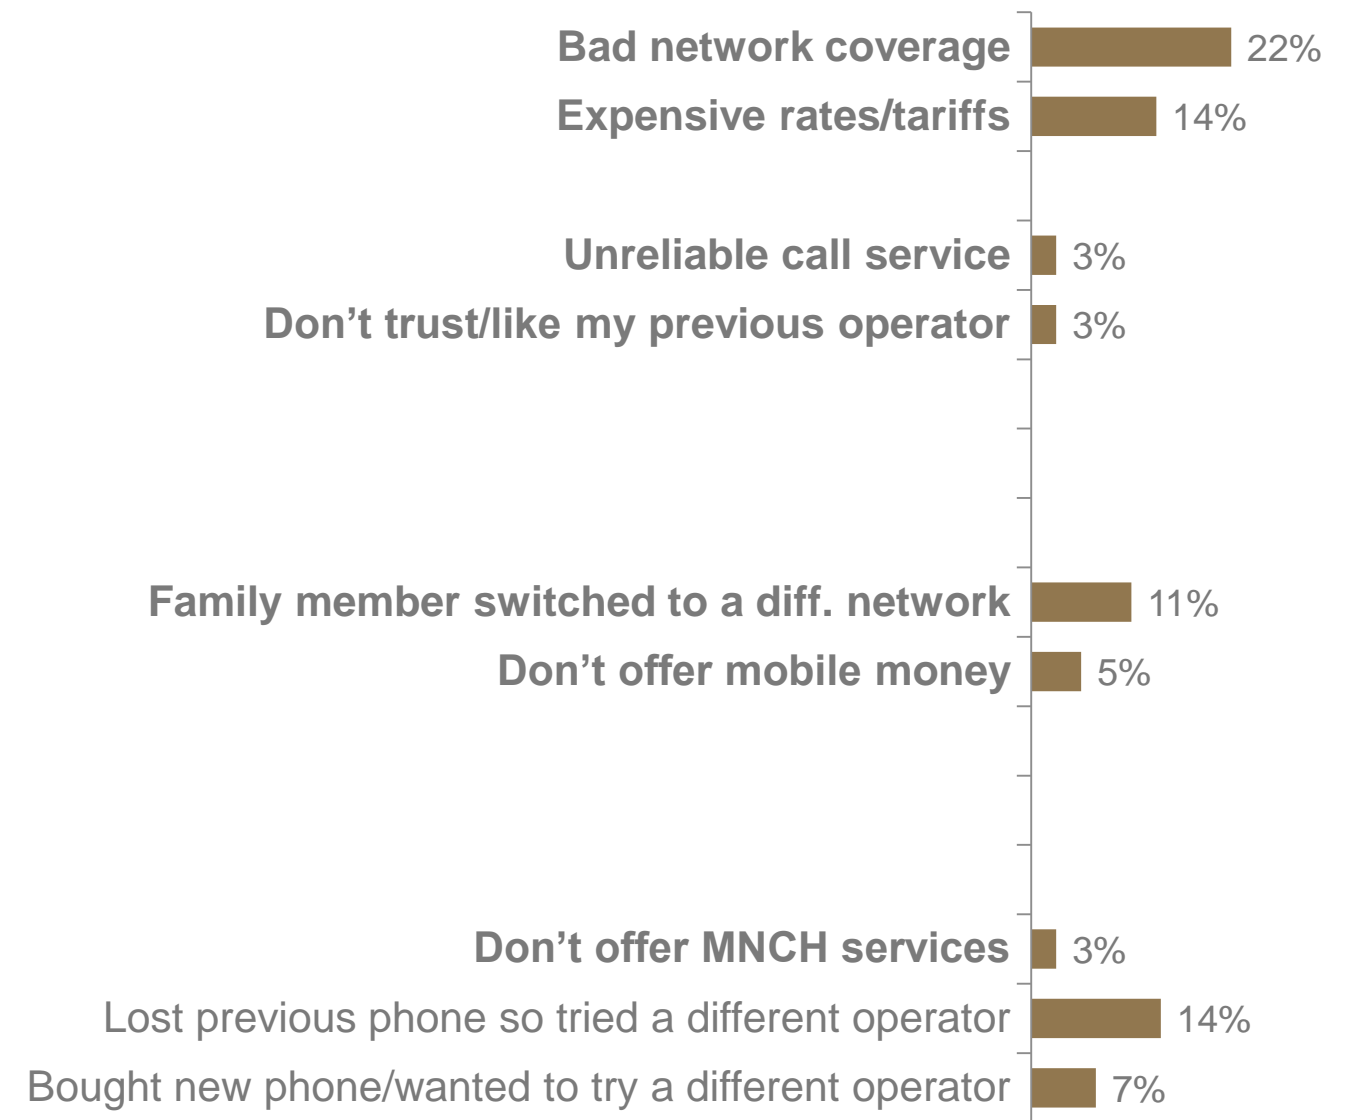 Bad network coverage 22%
Expensive rates/tariffs 14%
Unreliable call service 3%
Don’t trust/like my previous operator 3%
Family member switched to a diff. network 11%
Don’t offer mobile money 5%
Don’t offer MNCH services 3%
Lost previous phone so tried a different operator 14%
Bought new phone/wanted to try a different operator 7%